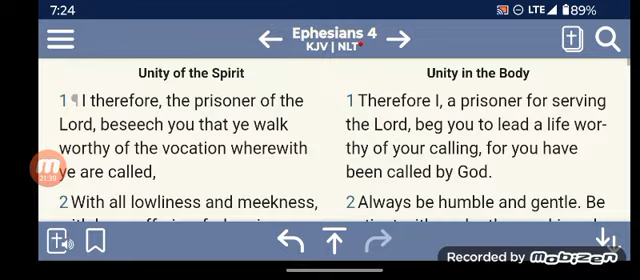 7:24 LTE 89%
Ephesians 4
KJV | NLT
Unity of the Spirit
1 ¶ I therefore, the prisoner of the
Lord, beseech you that ye walk
worthy of the vocation wherewith
ye are called,
2 With all lowliness and meekness,
Unity in the Body
1 Therefore I, a prisoner for serving
the Lord, beg you to lead a life wor-
thy of your calling, for you have
been called by God.
2 Always be humble and gentle. Be
21:39
Recorded by Mobizen